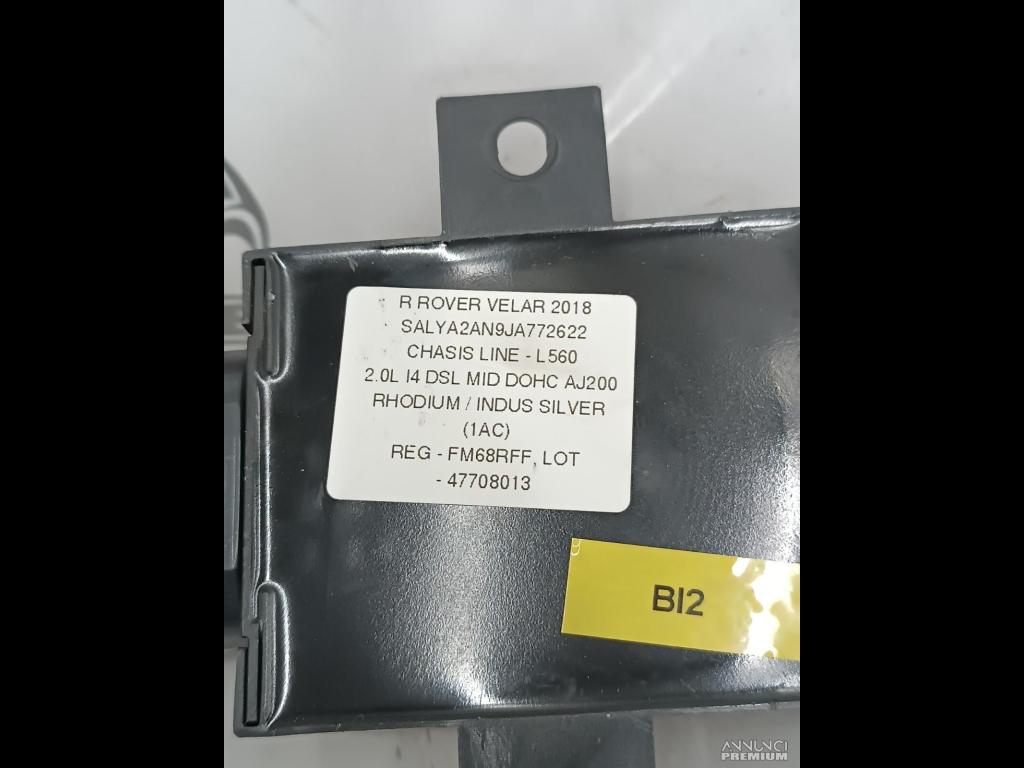 R ROVER VELAR 2018
SALYA2AN9JA772622
CHASIS LINE - L560
2.0L I4 DSL MID DOHC AJ200
RHODIUM / INDUS SILVER
(1AC)
REG - FM68RFF, LOT
- 47708013
BI2
ANNUNCI
PREMIUM